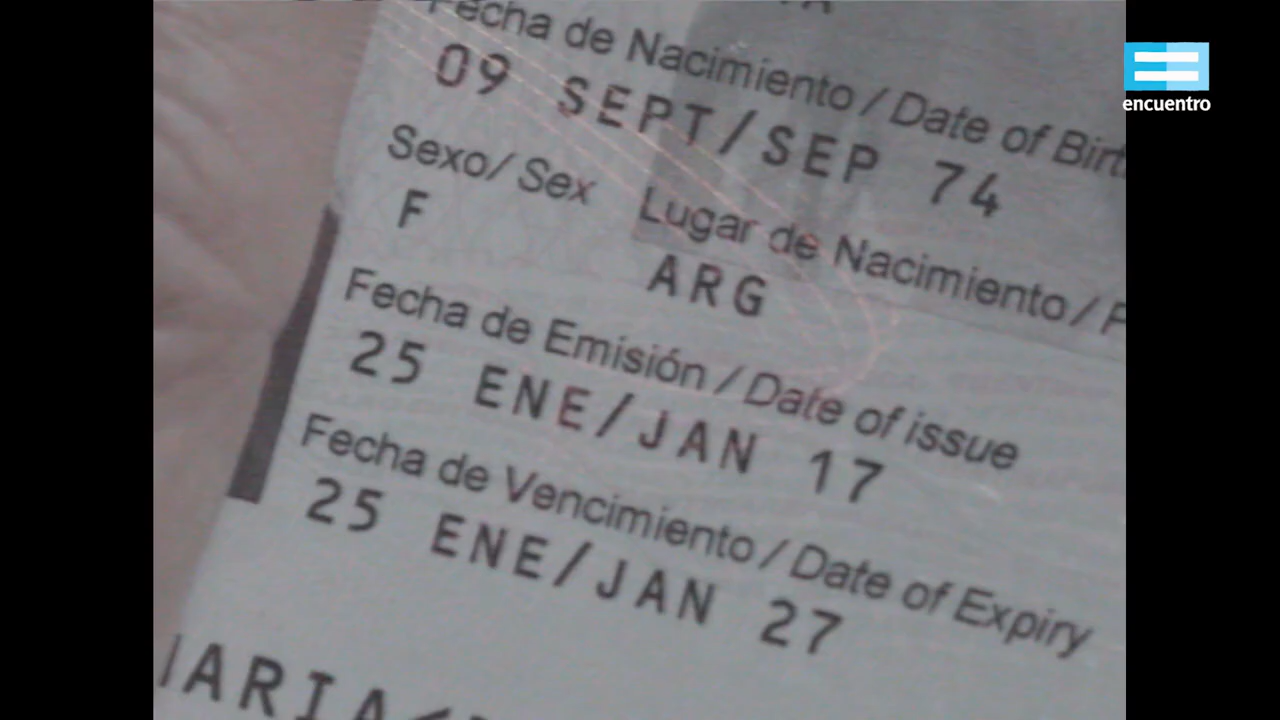 Fecha de Nacimiento / Date of Birt
09 SEPT/SEP 74
Sexo/ Sex
Lugar de Nacimiento /
F
ARG
Fecha de Emisión / Date of issue
25 ENE/JAN 17
Fecha de Vencimiento / Date of Expiry
25 ENE/JAN 27
ARIA<
encuentro